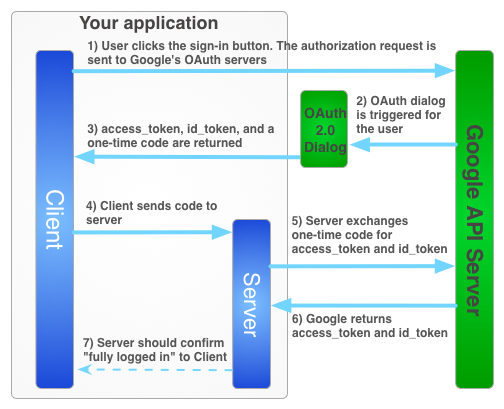 Your application
1) User clicks the sign-in button. The authorization request is
sent to Google's OAuth servers
OAuth
2.0
Dialog
2) OAuth dialog
is triggered for
the user
3) access_token, id_token, and a
one-time code are returned
Client
Google API Server
4) Client sends code to
server
5) Server exchanges
one-time code for
access_token and id_token
Server
6) Google returns
access_token and id_token
7) Server should confirm
"fully logged in" to Client